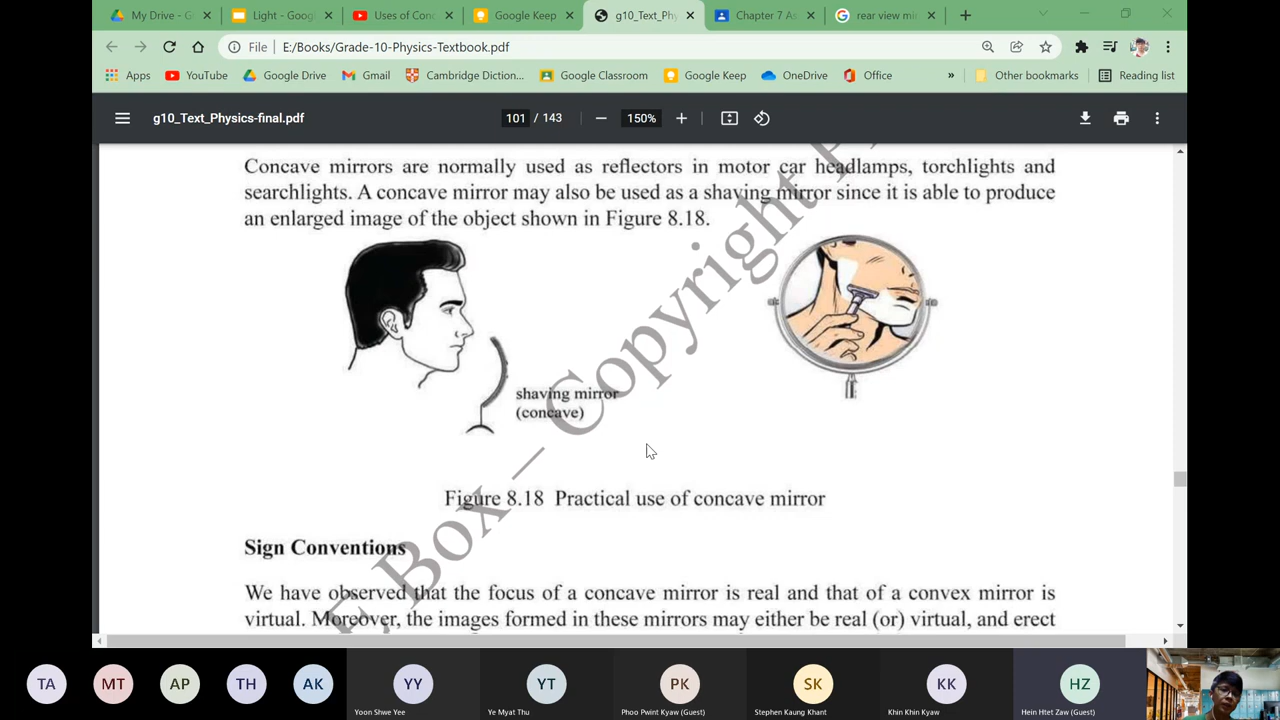 My Drive - G
Light - Goog
Uses of Conc
Google Keep
g10_Text_Phy
Chapter 7 As
rear view mi
File
E:/Books/Grade-10-Physics-Textbook.pdf
Apps
YouTube
Google Drive
Gmail
Cambridge Diction...
Google Classroom
Google Keep
OneDrive
Office
»
Other bookmarks
Reading list
g10_Text_Physics-final.pdf
101 / 143
150%
Concave mirrors are normally used as reflectors in motor car headlamps, torchlights and
searchlights. A concave mirror may also be used as a shaving mirror since it is able to produce
an enlarged image of the object shown in Figure 8.18.
shaving mirror
(concave)
Figure 8.18 Practical use of concave mirror
Sign Conventions
We have observed that the focus of a concave mirror is real and that of a convex mirror is
virtual. Moreover, the images formed in these mirrors may either be real (or) virtual, and erect
E Box – Copyright
TA
MT
AP
TH
AK
YY
Yoon Shwe Yee
YT
Ye Myat Thu
PK
Phoo Pwint Kyaw (Guest)
SK
Stephen Kaung Khant
KK
Khin Khin Kyaw
HZ
Hein Htet Zaw (Guest)